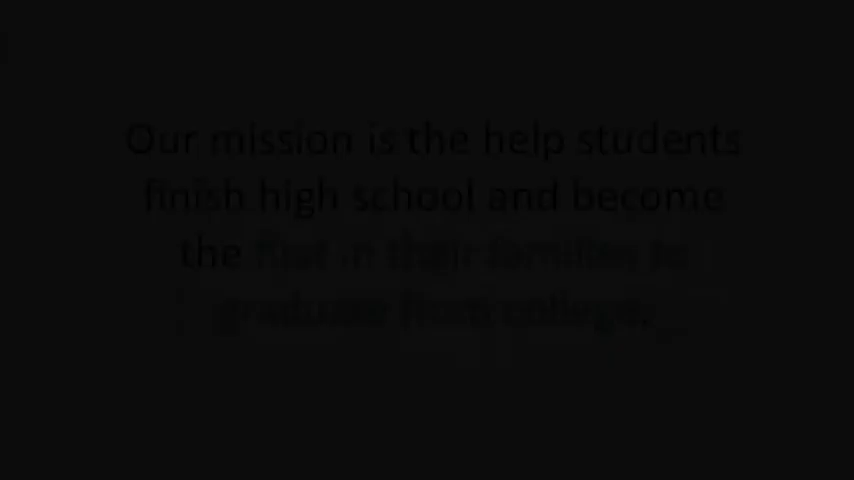 Our mission is the help students
finish high school and become
the first in their families to
graduate from college.